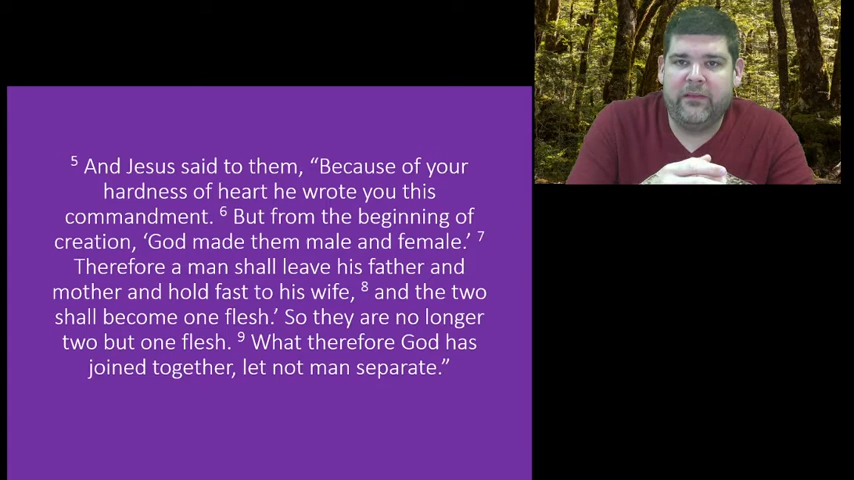 ⁵ And Jesus said to them, “Because of your
hardness of heart he wrote you this
commandment. ⁶ But from the beginning of
creation, ‘God made them male and female.’ ⁷
Therefore a man shall leave his father and
mother and hold fast to his wife, ⁸ and the two
shall become one flesh.’ So they are no longer
two but one flesh. ⁹ What therefore God has
joined together, let not man separate.”